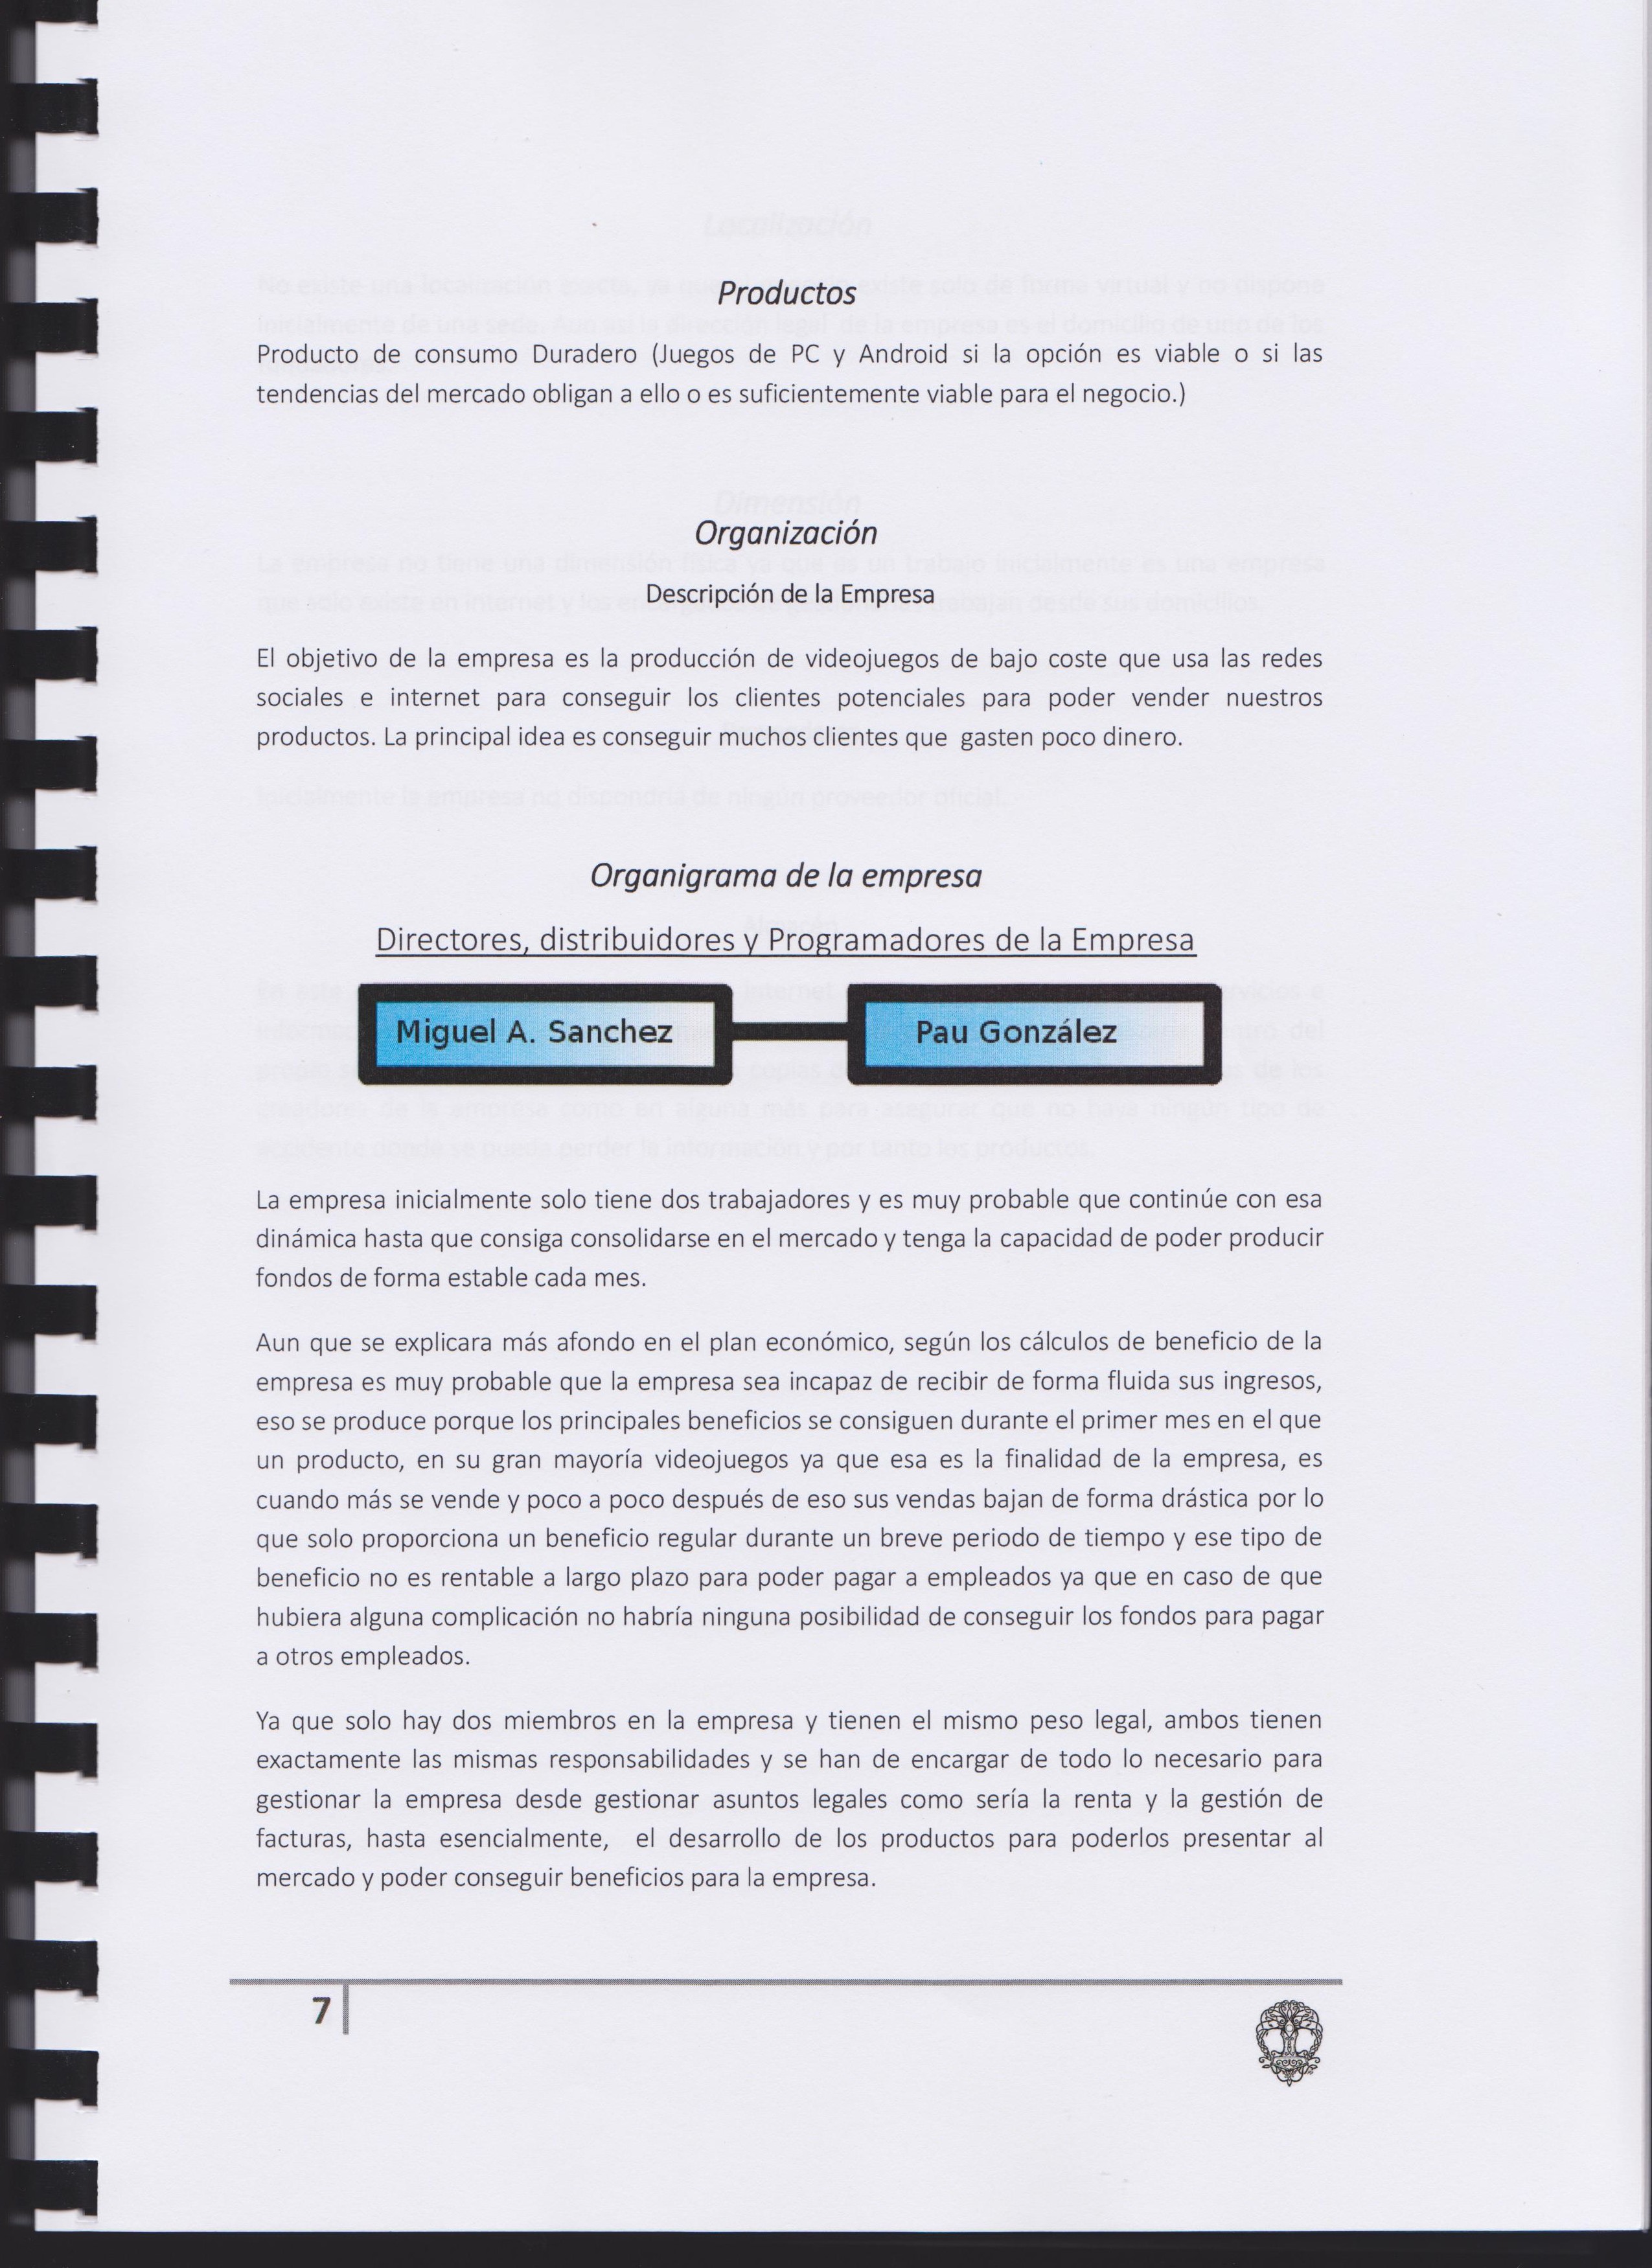 Productos
Producto de consumo Duradero (Juegos de PC y Android si la opción es viable o si las
tendencias del mercado obligan a ello o es suficientemente viable para el negocio.)
Organización
Descripción de la Empresa
El objetivo de la empresa es la producción de videojuegos de bajo coste que usa las redes
sociales e internet para conseguir los clientes potenciales para poder vender nuestros
productos. La principal idea es conseguir muchos clientes que gasten poco dinero.
Organigrama de la empresa
Directores, distribuidores y Programadores de la Empresa
Miguel A. Sanchez
Pau González
La empresa inicialmente solo tiene dos trabajadores y es muy probable que continúe con esa
dinámica hasta que consiga consolidarse en el mercado y tenga la capacidad de poder producir
fondos de forma estable cada mes.
Aun que se explicara más afondo en el plan económico, según los cálculos de beneficio de la
empresa es muy probable que la empresa sea incapaz de recibir de forma fluida sus ingresos,
eso se produce porque los principales beneficios se consiguen durante el primer mes en el que
un producto, en su gran mayoría videojuegos ya que esa es la finalidad de la empresa, es
cuando más se vende y poco a poco después de eso sus vendas bajan de forma drástica por lo
que solo proporciona un beneficio regular durante un breve periodo de tiempo y ese tipo de
beneficio no es rentable a largo plazo para poder pagar a empleados ya que en caso de que
hubiera alguna complicación no habría ninguna posibilidad de conseguir los fondos para pagar
a otros empleados.
Ya que solo hay dos miembros en la empresa y tienen el mismo peso legal, ambos tienen
exactamente las mismas responsabilidades y se han de encargar de todo lo necesario para
gestionar la empresa desde gestionar asuntos legales como sería la renta y la gestión de
facturas, hasta esencialmente, el desarrollo de los productos para poderlos presentar al
mercado y poder conseguir beneficios para la empresa.
7